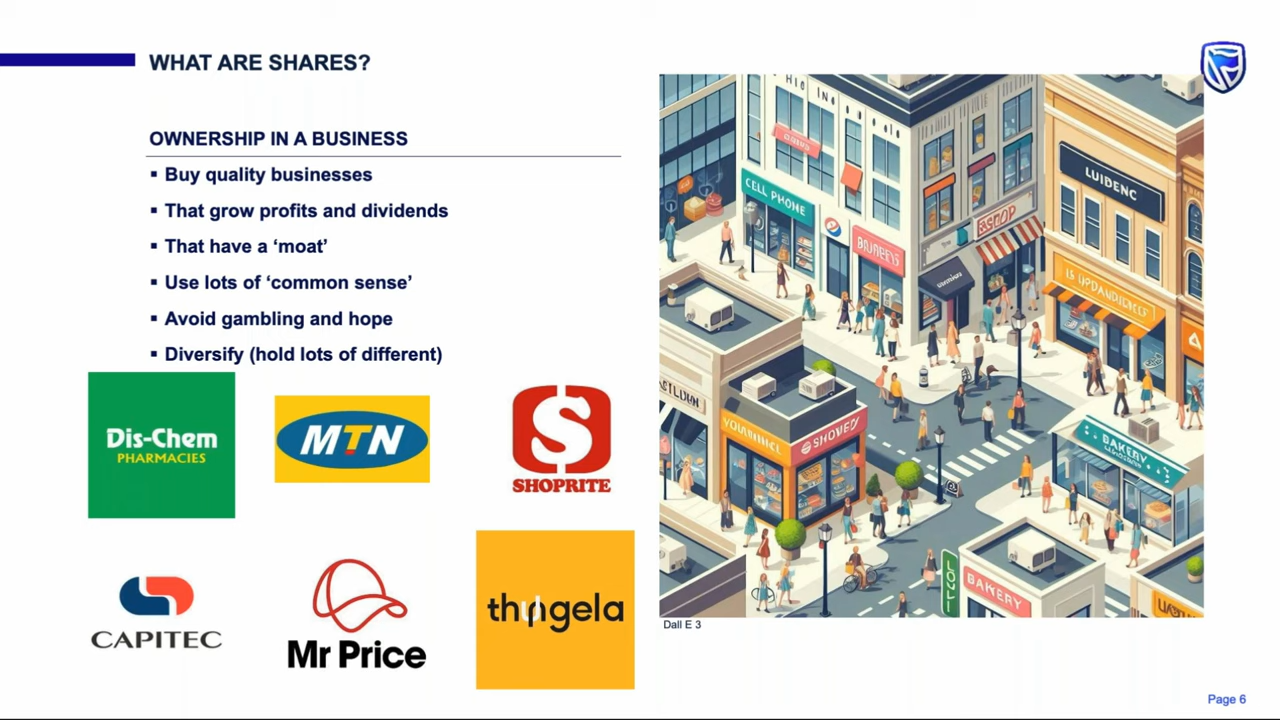 WHAT ARE SHARES?
OWNERSHIP IN A BUSINESS
▪ Buy quality businesses
▪ That grow profits and dividends
▪ That have a ‘moat’
▪ Use lots of ‘common sense’
▪ Avoid gambling and hope
▪ Diversify (hold lots of different)
Dis-Chem
PHARMACIES
MTN
S
SHOPRITE
CAPITEC
Mr Price
thungela
CELL PHONE
LUIDENC
BAKERY
BAKERY
Dall E 3
Page 6